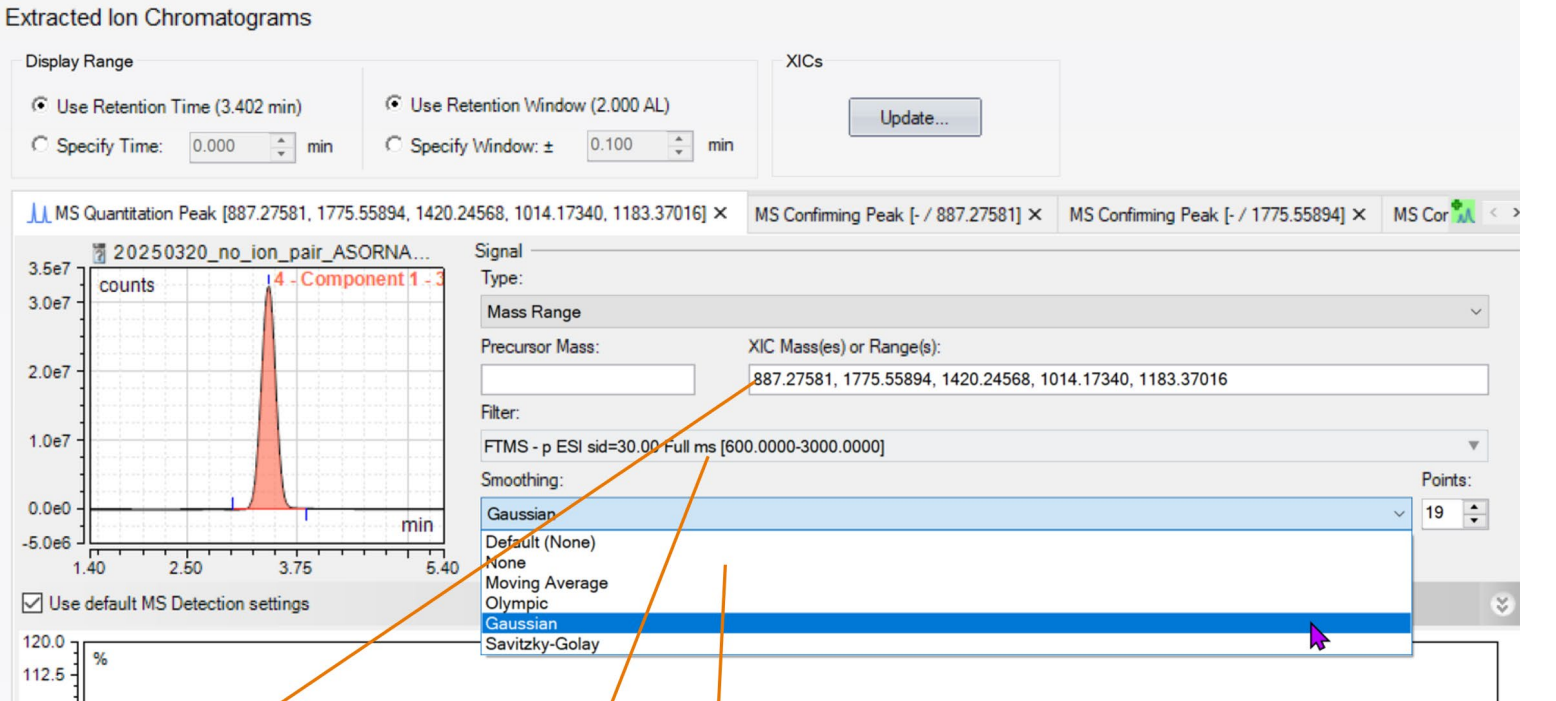 Extracted Ion Chromatograms
Display Range
XICs
Use Retention Time (3.402 min)
Use Retention Window (2.000 AL)
Update...
Specify Time:
0.000
min
Specify Window: ±
0.100
min
MS Quantitation Peak [887.27581, 1775.55894, 1420.24568, 1014.17340, 1183.37016]
MS Confirming Peak [- / 887.27581]
MS Confirming Peak [- / 1775.55894]
MS Cor
20250320_no_ion_pair_ASORNA...
counts
4 - Component 1 - 3
3.5e7
3.0e7
2.0e7
1.0e7
0.0e0
-5.0e6
min
1.40
2.50
3.75
5.40
Signal
Type:
Mass Range
Precursor Mass:
XIC Mass(es) or Range(s):
887.27581, 1775.55894, 1420.24568, 1014.17340, 1183.37016
Filter:
FTMS - p ESI sid=30.00 Full ms [600.0000-3000.0000]
Smoothing:
Points:
Gaussian
19
Default (None)
None
Moving Average
Olympic
Gaussian
Savitzky-Golay
Use default MS Detection settings
120.0
%
112.5